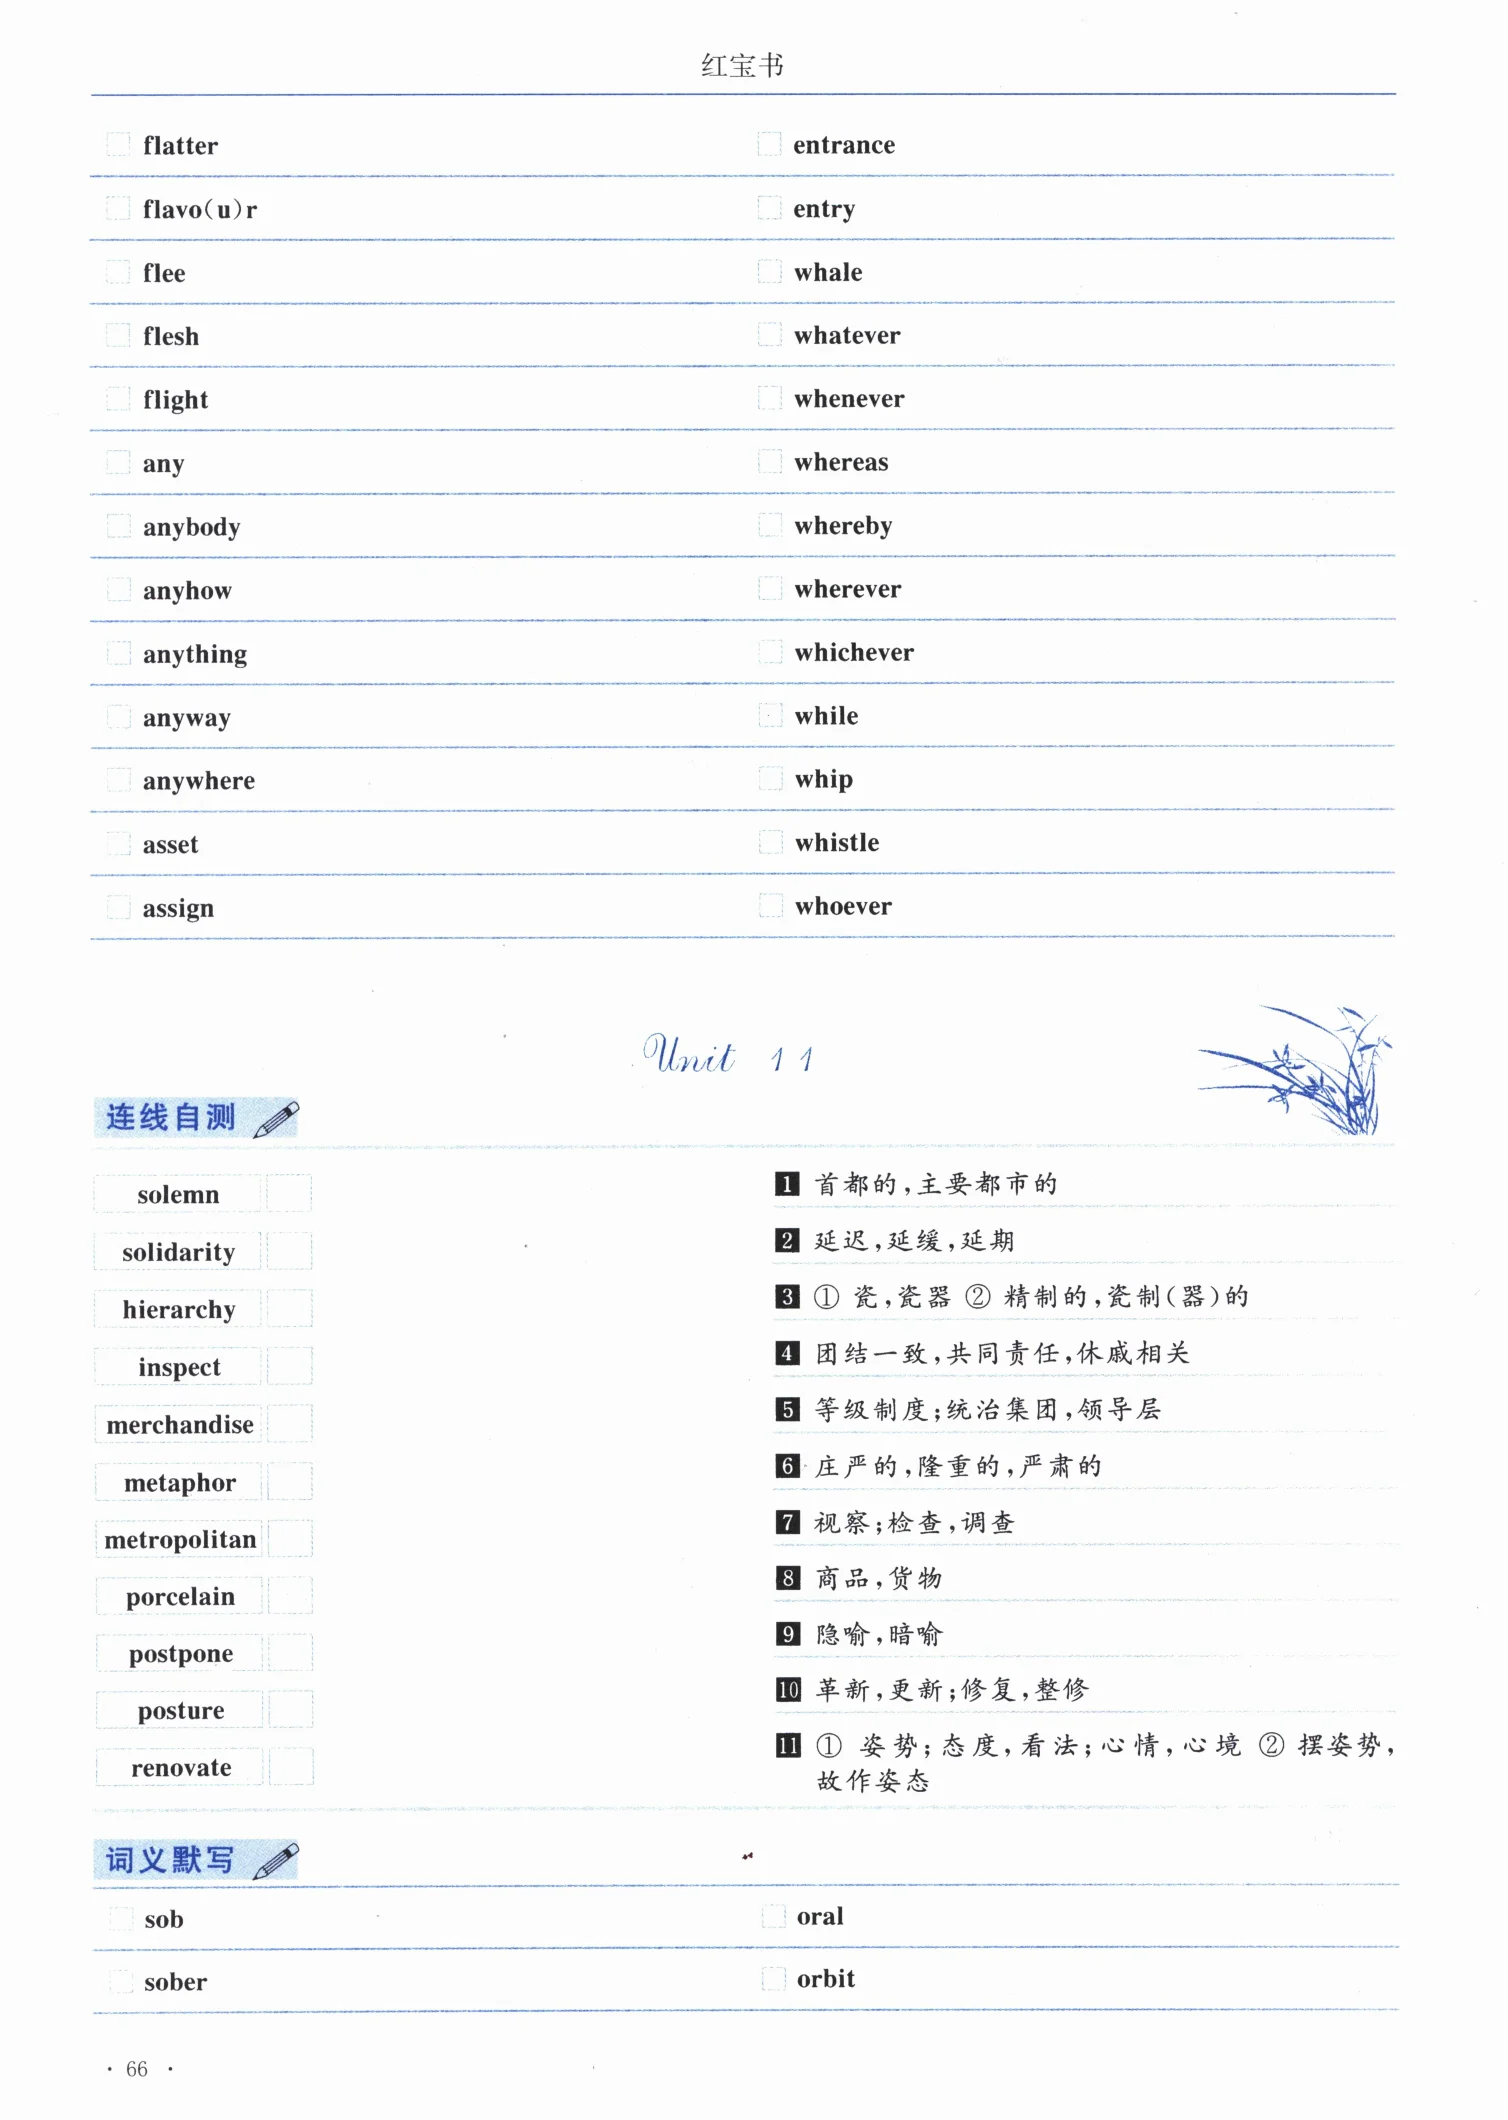 红宝书
flatter entrance
flavo(u)r entry
flee whale
flesh whatever
flight whenever
any whereas
anybody whereby
anyhow wherever
anything whichever
anyway while
anywhere whip
asset whistle
assign whoever
Unit 11
连线自测
solemn
solidarity
hierarchy
inspect
merchandise
metaphor
metropolitan
porcelain
postpone
posture
renovate
1 首都的,主要都市的
2 延迟,延缓,延期
3 ① 瓷,瓷器 ② 精制的,瓷制(器)的
4 团结一致,共同责任,休戚相关
5 等级制度;统治集团,领导层
6 庄严的,隆重的,严肃的
7 视察;检查,调查
8 商品,货物
9 隐喻,暗喻
10 革新,更新;修复,整修
11 ① 姿势;态度,看法;心情,心境 ② 摆姿势,
故作姿态
词义默写
sob oral
sober orbit
· 66 ·